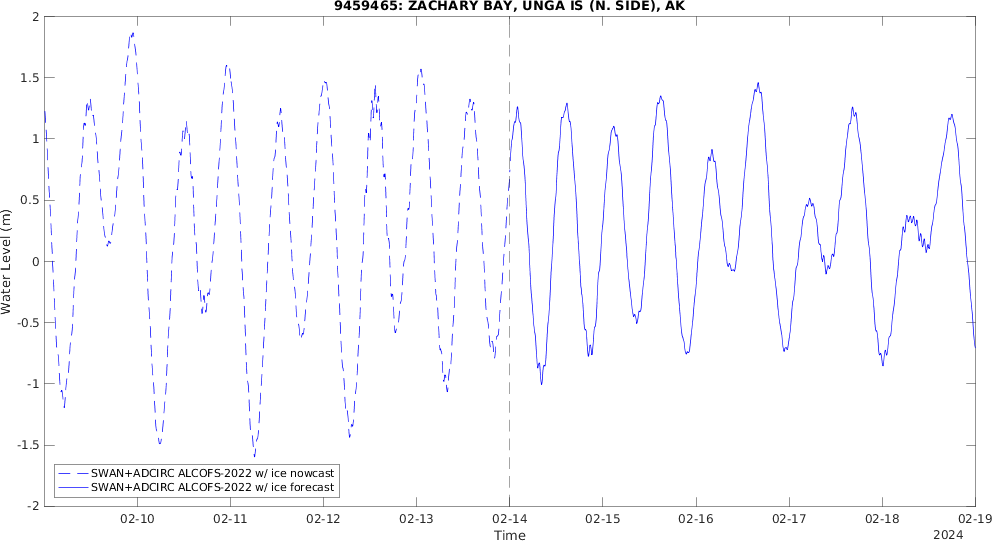 9459465: ZACHARY BAY, UNGA IS (N. SIDE), AK
2
1.5
1
0.5
0
-0.5
-1
-1.5
-2
Water Level (m)
SWAN+ADCIRC ALCOFS-2022 w/ ice nowcast
SWAN+ADCIRC ALCOFS-2022 w/ ice forecast
02-10 02-11 02-12 02-13 02-14 02-15 02-16 02-17 02-18 02-19
Time
2024